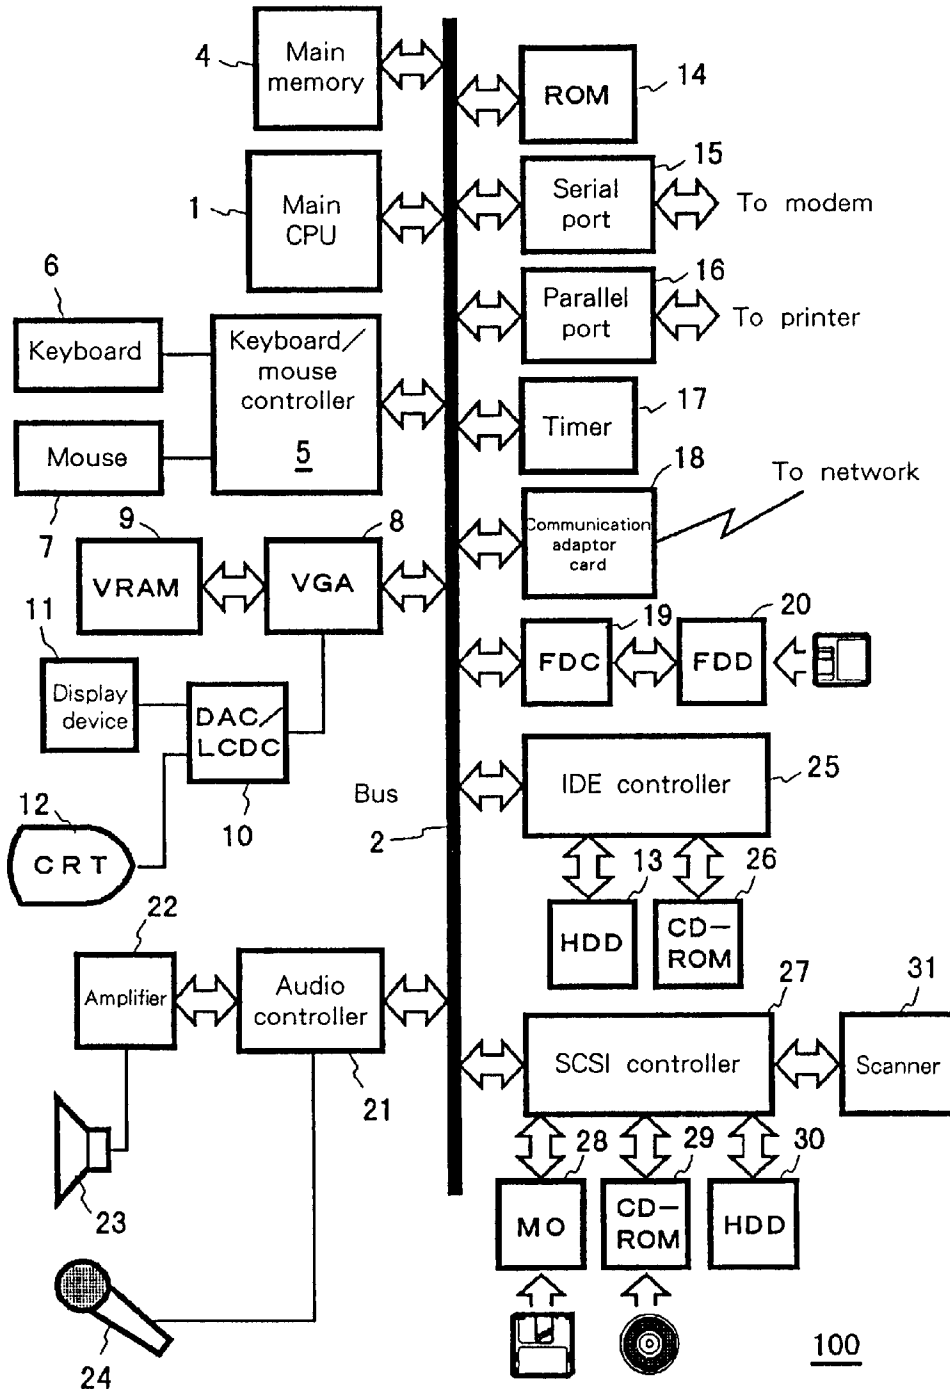 4
Main
memory
ROM
14
1
Main
CPU
15
Serial
port
To modem
6
Keyboard
16
Parallel
port
To printer
Keyboard/
mouse
controller
5
Mouse
7
17
Timer
18
To network
Communication
adaptor
card
9
VRAM
8
VGA
19
FDC
20
FDD
11
Display
device
DAC/
LCDC
10
Bus
2
IDE controller
25
12
CRT
13
HDD
26
CD-
ROM
22
Amplifier
Audio
controller
21
27
SCSI controller
31
Scanner
23
28
MO
29
CD-
ROM
30
HDD
24
100